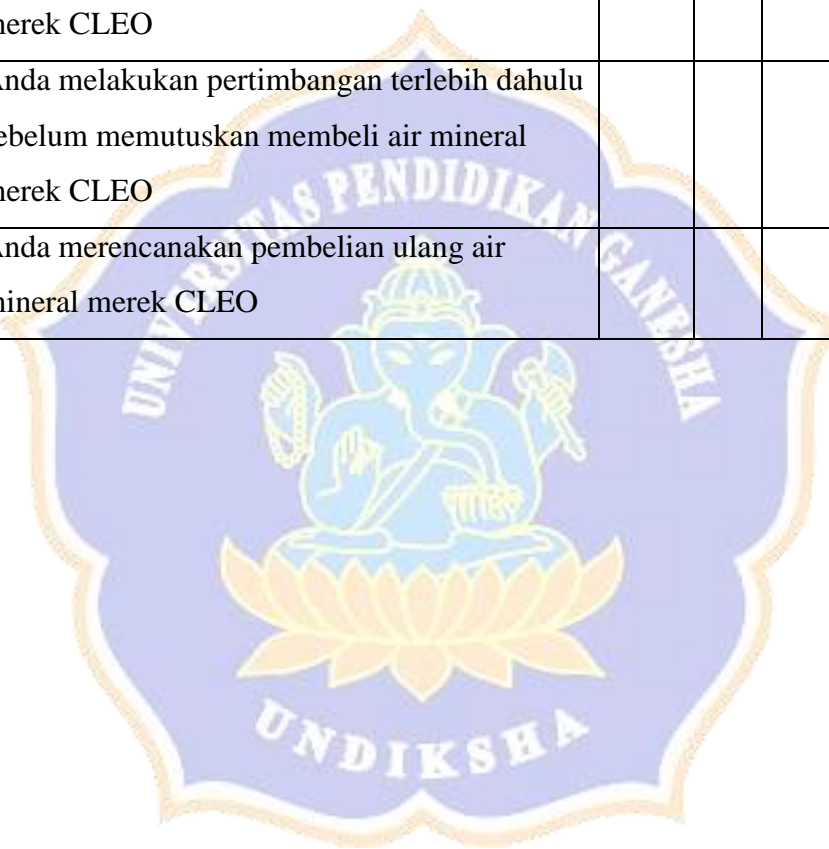 merek CLEO
Anda melakukan pertimbangan terlebih dahulu
sebelum memutuskan membeli air mineral
merek CLEO
Anda merencanakan pembelian ulang air
mineral merek CLEO
UNIVERSITAS PENDIDIKAN GANESHA
UNDIKSHA